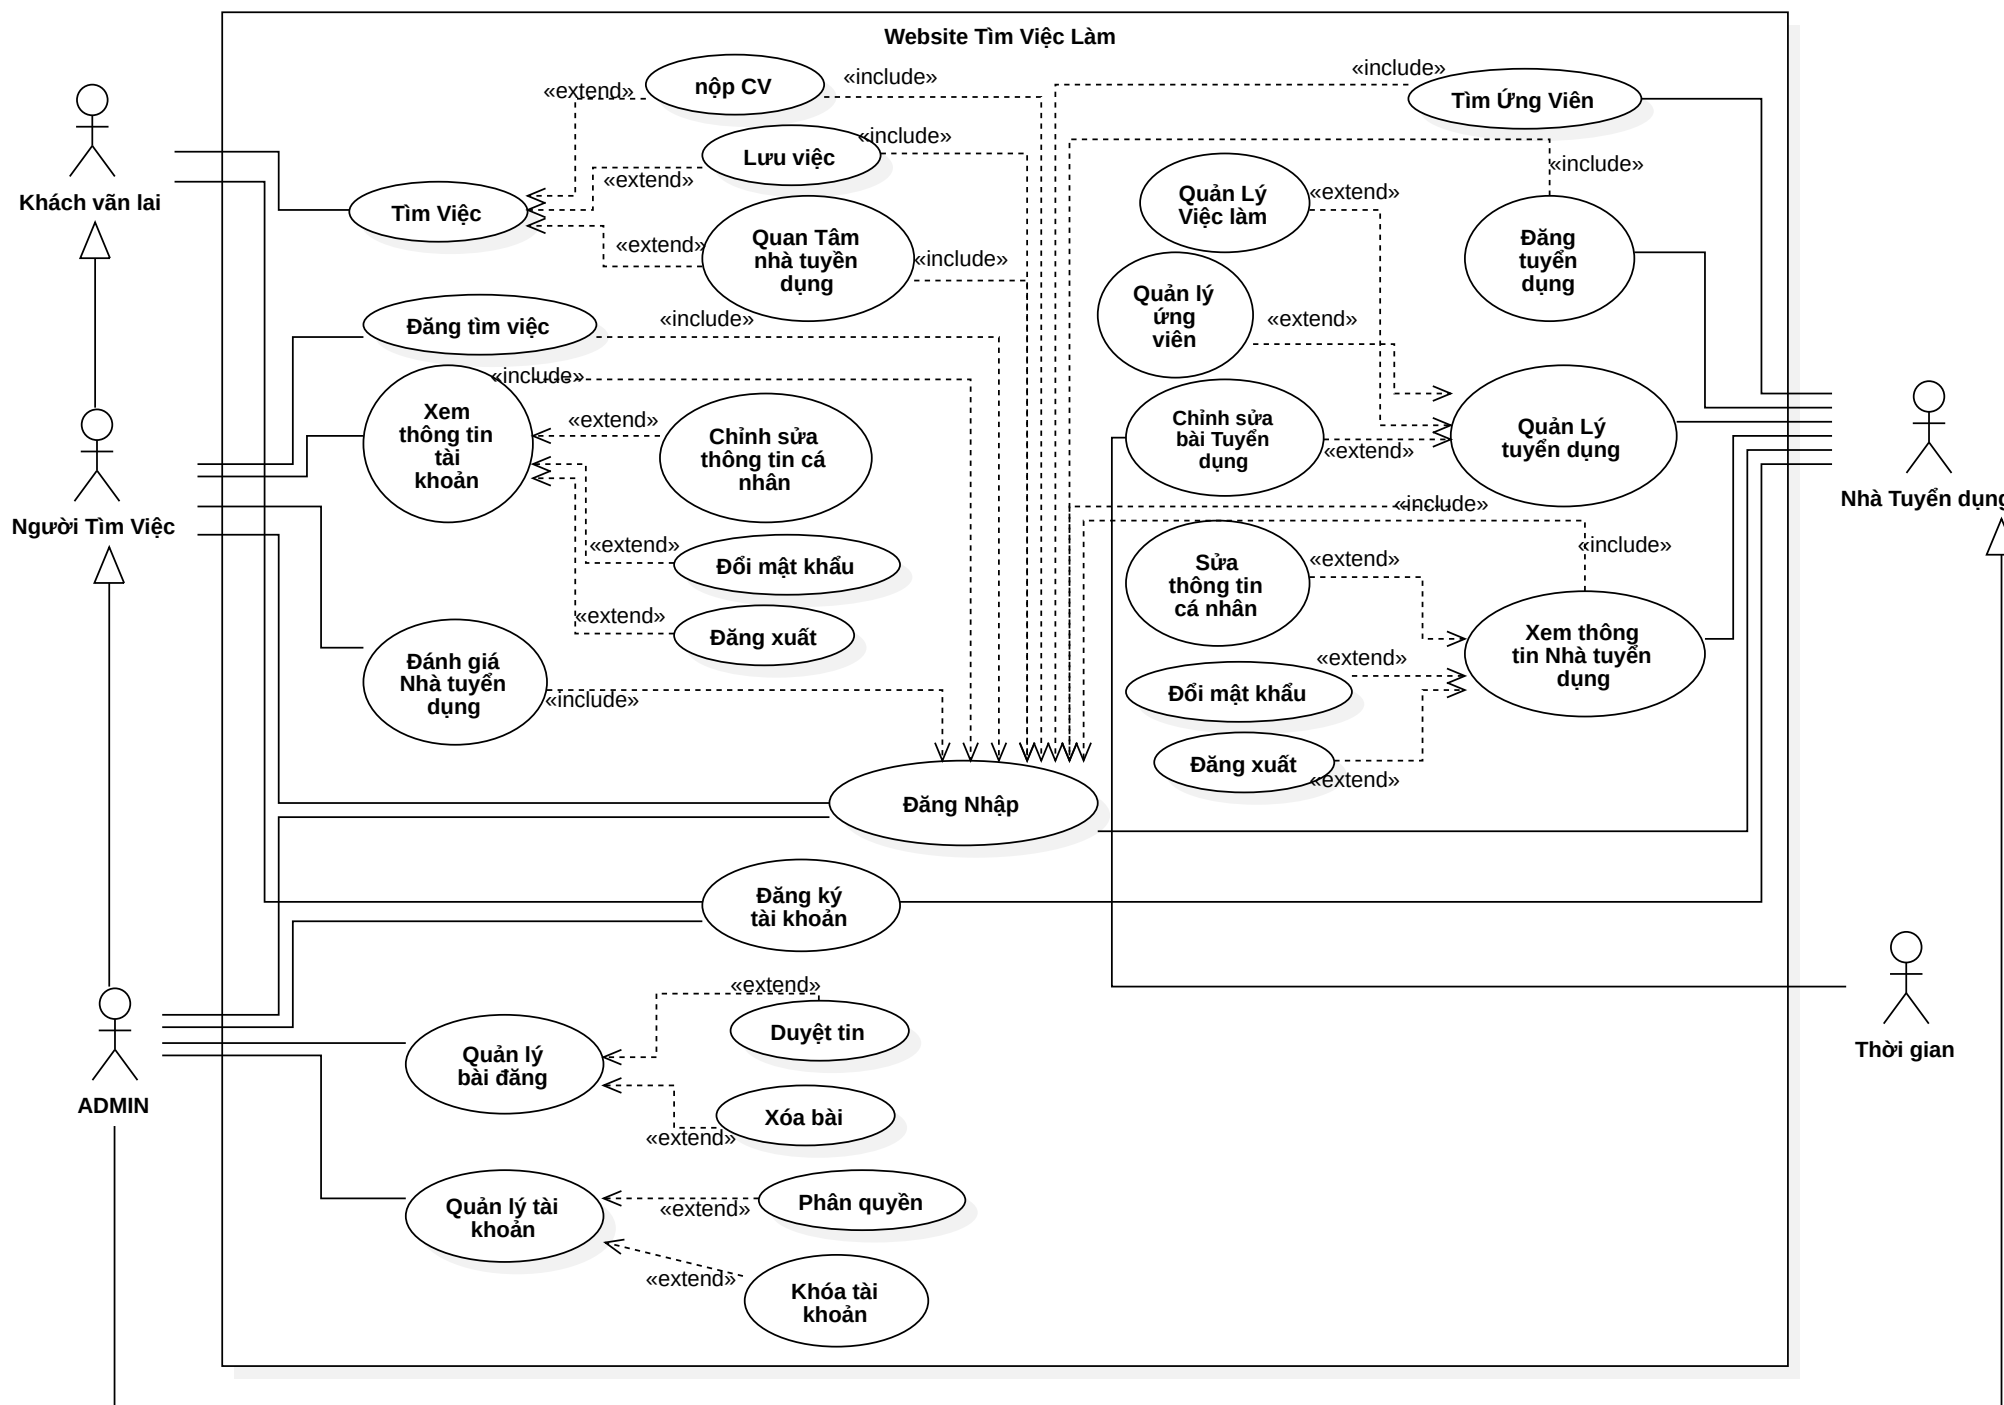 Website Tìm Việc Làm
«extend»
nộp CV
«include»
«include»
Tìm Ứng Viên
Lưu việc
«include»
«extend»
Khách vãn lai
Tìm Việc
«extend»
Quan Tâm
nhà tuyền
dụng
«include»
Quản Lý
Việc làm
«extend»
«include»
Đăng
tuyển
dụng
Quản lý
ứng
viên
«extend»
Đăng tìm việc
«include»
«include»
Xem
thông tin
tài
khoản
«extend»
Chỉnh sửa
thông tin cá
nhân
Chỉnh sửa
bài Tuyển
dụng
«extend»
Quản Lý
tuyển dụng
«include»
Nhà Tuyển dụng
Người Tìm Việc
«extend»
Đổi mật khẩu
«extend»
Đăng xuất
Sửa
thông tin
cá nhân
«extend»
«include»
Xem thông
tin Nhà tuyển
dụng
«extend»
Đổi mật khẩu
Đăng xuất
«extend»
Đánh giá
Nhà tuyển
dụng
«include»
Đăng Nhập
Đăng ký
tài khoản
«extend»
Duyệt tin
Quản lý
bài đăng
Xóa bài
«extend»
Thời gian
ADMIN
Quản lý tài
khoản
«extend»
Phân quyền
«extend»
Khóa tài
khoản